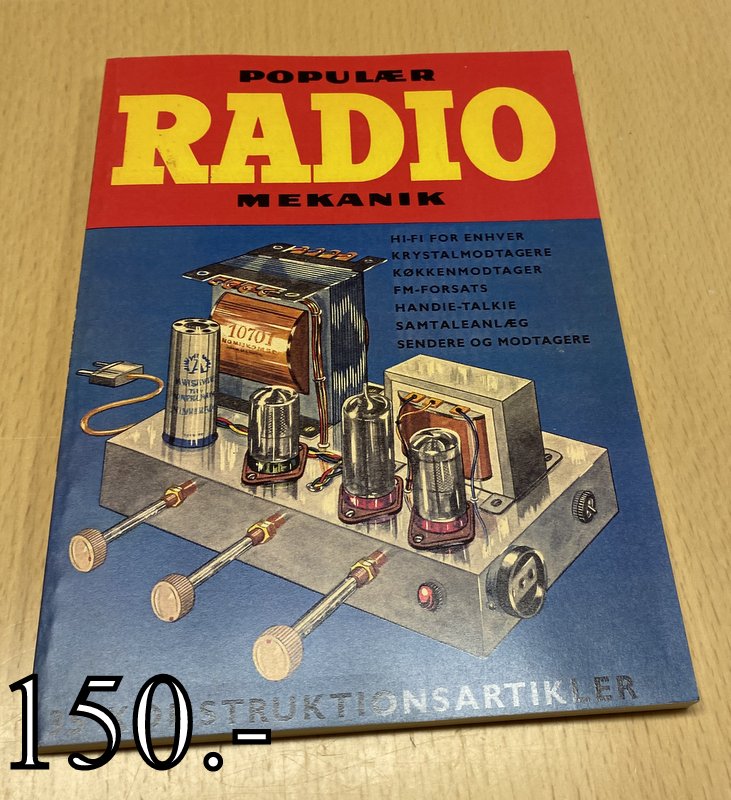 POPULÆR
RADIO
MEKANIK
HI-FI FOR ENHVER
KRYSTALMODTAGERE
KØKKENMODTAGER
FM-FORSATS
HANDIE-TALKIE
SAMTALEANLÆG
SENDERE OG MODTAGERE
10701
KONSTRUKTIONSARTIKLER
150.-